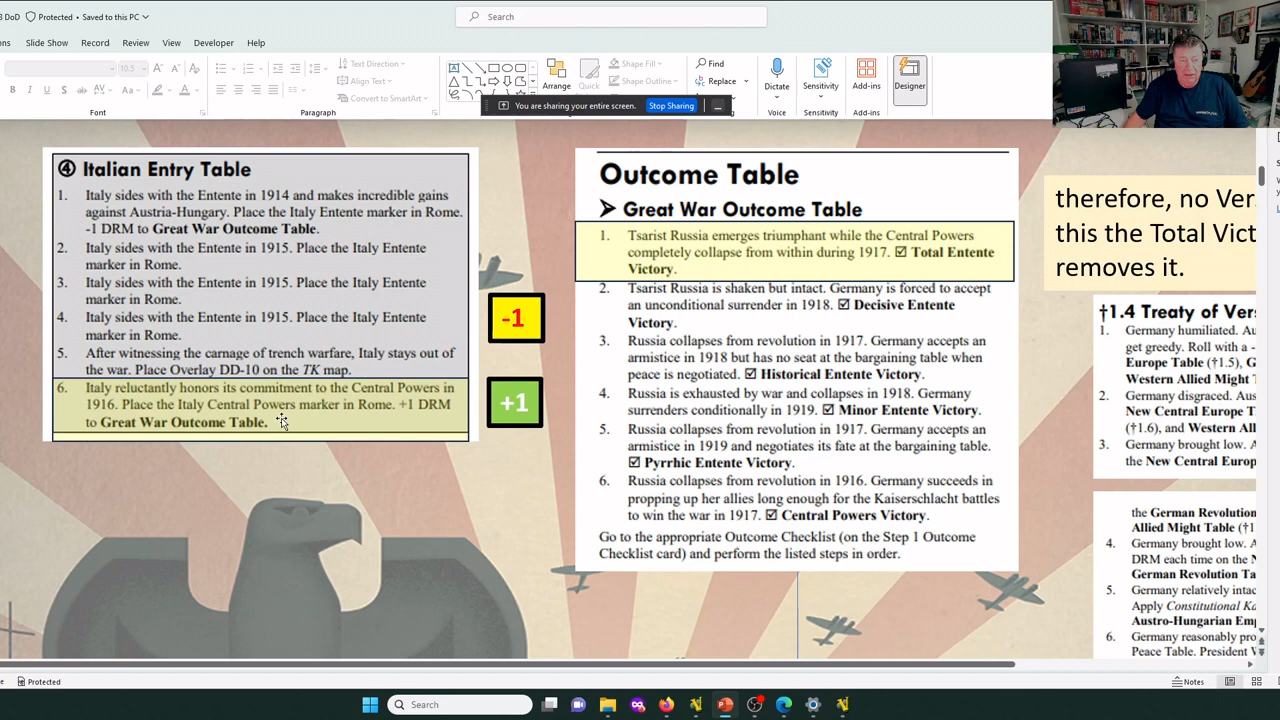 3 DoD
Protected • Saved to this PC
Search
ons Slide Show Record Review View Developer Help
10.5
Text Direction
Align Text
Convert to SmartArt
Arrange
Quick
Shape Fill
Shape Outline
Find
Replace
Dictate
Sensitivity
Add-ins
Designer
You are sharing your entire screen.
Stop Sharing
Font
Paragraph
Voice
Sensitivity
Add-ins
④ Italian Entry Table
1. Italy sides with the Entente in 1914 and makes incredible gains
against Austria-Hungary. Place the Italy Entente marker in Rome.
-1 DRM to Great War Outcome Table.
2. Italy sides with the Entente in 1915. Place the Italy Entente
marker in Rome.
3. Italy sides with the Entente in 1915. Place the Italy Entente
marker in Rome.
4. Italy sides with the Entente in 1915. Place the Italy Entente
marker in Rome.
5. After witnessing the carnage of trench warfare, Italy stays out of
the war. Place Overlay DD-10 on the TK map.
6. Italy reluctantly honors its commitment to the Central Powers in
1916. Place the Italy Central Powers marker in Rome. +1 DRM
to Great War Outcome Table.
-1
+1
Outcome Table
➤ Great War Outcome Table
1. Tsarist Russia emerges triumphant while the Central Powers
completely collapse from within during 1917. ☑ Total Entente
Victory.
2. Tsarist Russia is shaken but intact. Germany is forced to accept
an unconditional surrender in 1918. ☑ Decisive Entente
Victory.
3. Russia collapses from revolution in 1917. Germany accepts an
armistice in 1918 but has no seat at the bargaining table when
peace is negotiated. ☑ Historical Entente Victory.
4. Russia is exhausted by war and collapses in 1918. Germany
surrenders conditionally in 1919. ☑ Minor Entente Victory.
5. Russia collapses from revolution in 1917. Germany accepts an
armistice in 1919 and negotiates its fate at the bargaining table.
☑ Pyrrhic Entente Victory.
6. Russia collapses from revolution in 1916. Germany succeeds in
propping up her allies long enough for the Kaiserschlacht battles
to win the war in 1917. ☑ Central Powers Victory.
Go to the appropriate Outcome Checklist (on the Step 1 Outcome
Checklist card) and perform the listed steps in order.
therefore, no Ver
this the Total Vict
removes it.
†1.4 Treaty of Ver
1. Germany humiliated. Au
get greedy. Roll with a -
Europe Table (†1.5), G
Western Allied Might T
2. Germany disgraced. Aus
New Central Europe T
(†1.6), and Western All
3. Germany brought low. A
the New Central Europ
the German Revolution
Allied Might Table (†1
4. Germany brought low. A
DRM each time on the N
German Revolution Ta
5. Germany relatively intac
Apply Constitutional Ka
Austro-Hungarian Emp
6. Germany reasonably pro
Peace Table. President W
Protected
Notes
Search